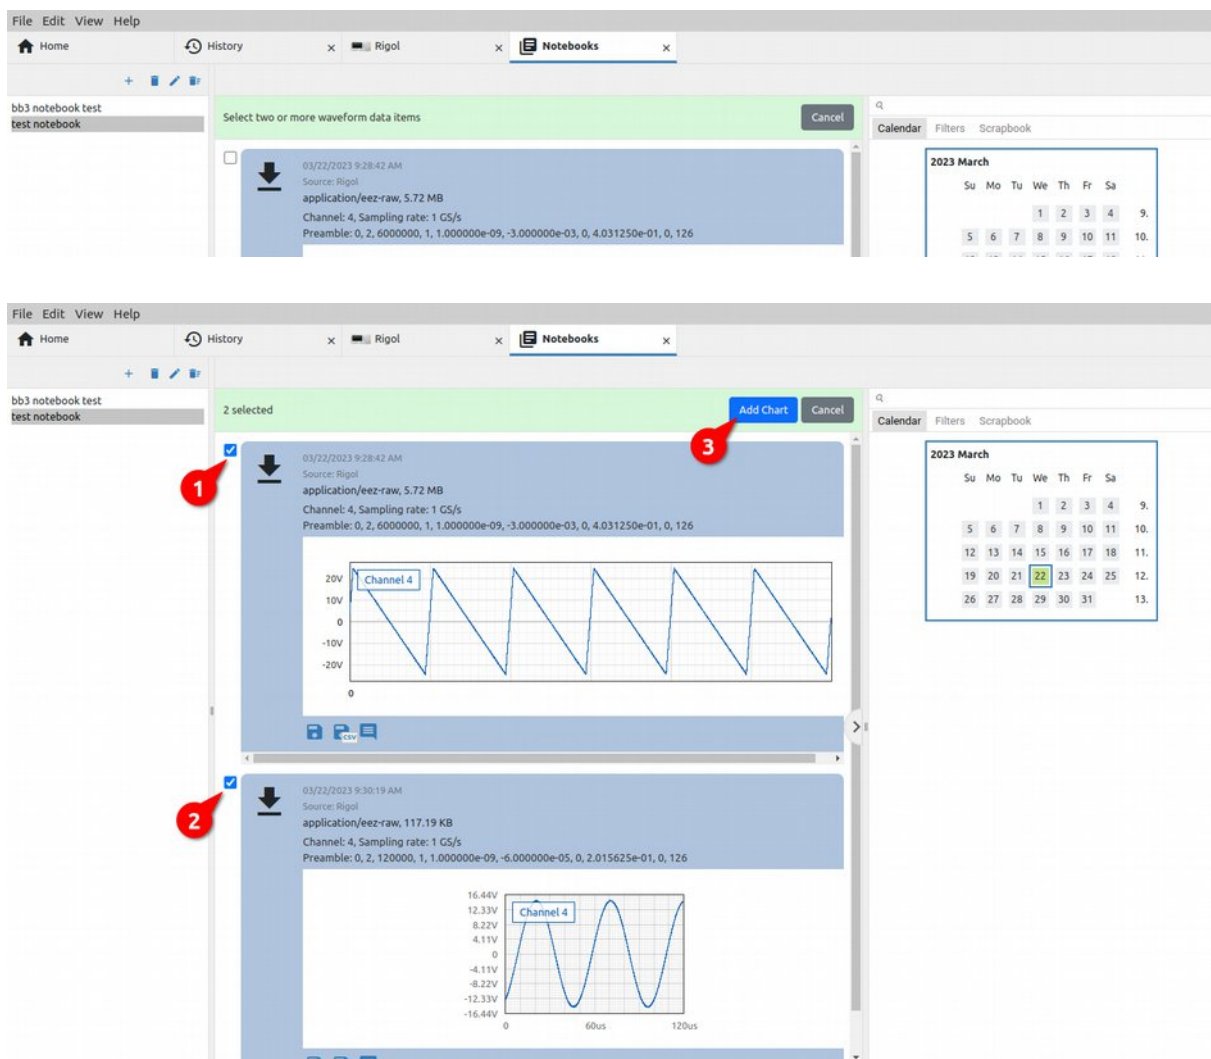 File Edit View Help
Home History x Rigol x Notebooks x
+
bb3 notebook test
test notebook
Select two or more waveform data items Cancel
Calendar Filters Scrapbook
03/22/2023 9:28:42 AM
Source: Rigol
application/eez-raw, 5.72 MB
Channel: 4, Sampling rate: 1 GS/s
Preamble: 0, 2, 6000000, 1, 1.000000e-09, -3.000000e-03, 0, 4.031250e-01, 0, 126
2023 March
Su Mo Tu We Th Fr Sa
1 2 3 4 9.
5 6 7 8 9 10 11 10.
File Edit View Help
Home History x Rigol x Notebooks x
+
bb3 notebook test
test notebook
2 selected Add Chart Cancel
Calendar Filters Scrapbook
1
2
3
03/22/2023 9:28:42 AM
Source: Rigol
application/eez-raw, 5.72 MB
Channel: 4, Sampling rate: 1 GS/s
Preamble: 0, 2, 6000000, 1, 1.000000e-09, -3.000000e-03, 0, 4.031250e-01, 0, 126
Channel 4
20V
10V
0
-10V
-20V
0
CSV
2023 March
Su Mo Tu We Th Fr Sa
1 2 3 4 9.
5 6 7 8 9 10 11 10.
12 13 14 15 16 17 18 11.
19 20 21 22 23 24 25 12.
26 27 28 29 30 31 13.
03/22/2023 9:30:19 AM
Source: Rigol
application/eez-raw, 117.19 KB
Channel: 4, Sampling rate: 1 GS/s
Preamble: 0, 2, 120000, 1, 1.000000e-09, -6.000000e-05, 0, 2.015625e-01, 0, 126
Channel 4
16.44V
12.33V
8.22V
4.11V
0
-4.11V
-8.22V
-12.33V
-16.44V
0 60us 120us